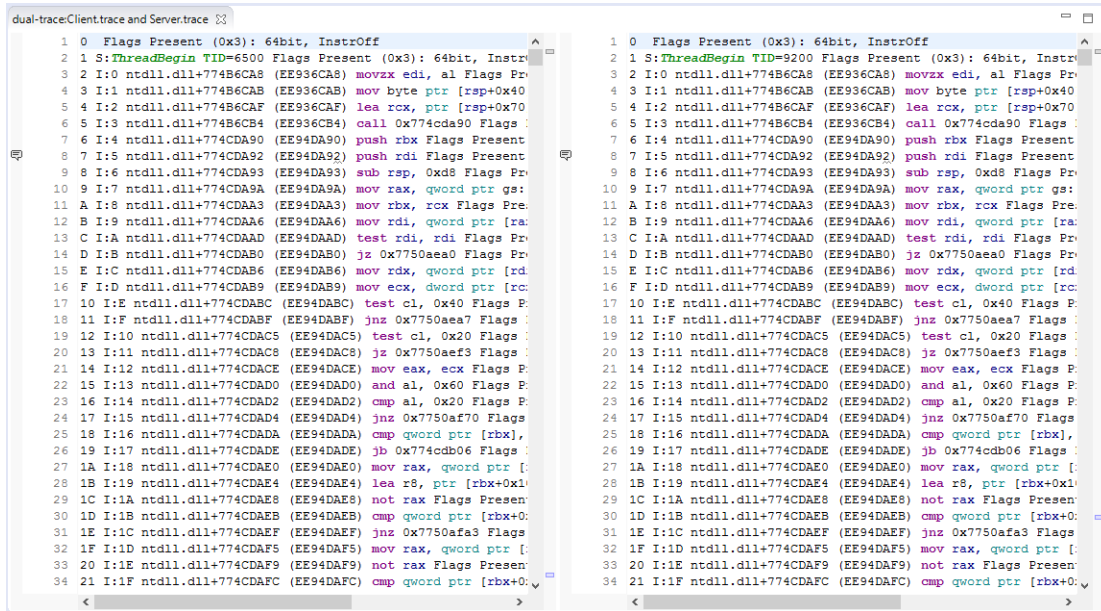 dual-trace:Client.trace and Server.trace
1 0 Flags Present (0x3): 64bit, InstrOff
2 1 S:ThreadBegin TID=6500 Flags Present (0x3): 64bit, Instr
3 2 I:0 ntdll.dll+774B6CA8 (EE936CA8) movzx edi, al Flags Pr
4 3 I:1 ntdll.dll+774B6CAB (EE936CAB) mov byte ptr [rsp+0x40
5 4 I:2 ntdll.dll+774B6CAF (EE936CAF) lea rcx, ptr [rsp+0x70
6 5 I:3 ntdll.dll+774B6CB4 (EE936CB4) call 0x774cda90 Flags
7 6 I:4 ntdll.dll+774CDA90 (EE94DA90) push rbx Flags Present
8 7 I:5 ntdll.dll+774CDA92 (EE94DA92) push rdi Flags Present
9 8 I:6 ntdll.dll+774CDA93 (EE94DA93) sub rsp, 0xd8 Flags Pr
10 9 I:7 ntdll.dll+774CDA9A (EE94DA9A) mov rax, qword ptr gs:
11 A I:8 ntdll.dll+774CDAA3 (EE94DAA3) mov rbx, rcx Flags Pre
12 B I:9 ntdll.dll+774CDAA6 (EE94DAA6) mov rdi, qword ptr [ra
13 C I:A ntdll.dll+774CDAAD (EE94DAAD) test rdi, rdi Flags Pr
14 D I:B ntdll.dll+774CDAB0 (EE94DAB0) jz 0x7750aea0 Flags Pr
15 E I:C ntdll.dll+774CDAB6 (EE94DAB6) mov rdx, qword ptr [rd
16 F I:D ntdll.dll+774CDAB9 (EE94DAB9) mov ecx, dword ptr [rc
17 10 I:E ntdll.dll+774CDABC (EE94DABC) test cl, 0x40 Flags P
18 11 I:F ntdll.dll+774CDABF (EE94DABF) jnz 0x7750aea7 Flags
19 12 I:10 ntdll.dll+774CDAC5 (EE94DAC5) test cl, 0x20 Flags
20 13 I:11 ntdll.dll+774CDAC8 (EE94DAC8) jz 0x7750aef3 Flags
21 14 I:12 ntdll.dll+774CDACE (EE94DACE) mov eax, ecx Flags P
22 15 I:13 ntdll.dll+774CDAD0 (EE94DAD0) and al, 0x60 Flags P
23 16 I:14 ntdll.dll+774CDAD2 (EE94DAD2) cmp al, 0x20 Flags P
24 17 I:15 ntdll.dll+774CDAD4 (EE94DAD4) jnz 0x7750af70 Flags
25 18 I:16 ntdll.dll+774CDADA (EE94DADA) cmp qword ptr [rbx],
26 19 I:17 ntdll.dll+774CDADE (EE94DADE) jb 0x774cdb06 Flags
27 1A I:18 ntdll.dll+774CDAE0 (EE94DAE0) mov rax, qword ptr [
28 1B I:19 ntdll.dll+774CDAE4 (EE94DAE4) lea r8, ptr [rbx+0x1
29 1C I:1A ntdll.dll+774CDAE8 (EE94DAE8) not rax Flags Presen
30 1D I:1B ntdll.dll+774CDAEB (EE94DAEB) cmp qword ptr [rbx+0
31 1E I:1C ntdll.dll+774CDAEF (EE94DAEF) jnz 0x7750afa3 Flags
32 1F I:1D ntdll.dll+774CDAF5 (EE94DAF5) mov rax, qword ptr [
33 20 I:1E ntdll.dll+774CDAF9 (EE94DAF9) not rax Flags Presen
34 21 I:1F ntdll.dll+774CDAFC (EE94DAFC) cmp qword ptr [rbx+0
1 0 Flags Present (0x3): 64bit, InstrOff
2 1 S:ThreadBegin TID=9200 Flags Present (0x3): 64bit, Instr
3 2 I:0 ntdll.dll+774B6CA8 (EE936CA8) movzx edi, al Flags Pr
4 3 I:1 ntdll.dll+774B6CAB (EE936CAB) mov byte ptr [rsp+0x40
5 4 I:2 ntdll.dll+774B6CAF (EE936CAF) lea rcx, ptr [rsp+0x70
6 5 I:3 ntdll.dll+774B6CB4 (EE936CB4) call 0x774cda90 Flags
7 6 I:4 ntdll.dll+774CDA90 (EE94DA90) push rbx Flags Present
8 7 I:5 ntdll.dll+774CDA92 (EE94DA92) push rdi Flags Present
9 8 I:6 ntdll.dll+774CDA93 (EE94DA93) sub rsp, 0xd8 Flags Pr
10 9 I:7 ntdll.dll+774CDA9A (EE94DA9A) mov rax, qword ptr gs:
11 A I:8 ntdll.dll+774CDAA3 (EE94DAA3) mov rbx, rcx Flags Pre
12 B I:9 ntdll.dll+774CDAA6 (EE94DAA6) mov rdi, qword ptr [ra
13 C I:A ntdll.dll+774CDAAD (EE94DAAD) test rdi, rdi Flags Pr
14 D I:B ntdll.dll+774CDAB0 (EE94DAB0) jz 0x7750aea0 Flags Pr
15 E I:C ntdll.dll+774CDAB6 (EE94DAB6) mov rdx, qword ptr [rd
16 F I:D ntdll.dll+774CDAB9 (EE94DAB9) mov ecx, dword ptr [rc
17 10 I:E ntdll.dll+774CDABC (EE94DABC) test cl, 0x40 Flags P
18 11 I:F ntdll.dll+774CDABF (EE94DABF) jnz 0x7750aea7 Flags
19 12 I:10 ntdll.dll+774CDAC5 (EE94DAC5) test cl, 0x20 Flags
20 13 I:11 ntdll.dll+774CDAC8 (EE94DAC8) jz 0x7750aef3 Flags
21 14 I:12 ntdll.dll+774CDACE (EE94DACE) mov eax, ecx Flags P
22 15 I:13 ntdll.dll+774CDAD0 (EE94DAD0) and al, 0x60 Flags P
23 16 I:14 ntdll.dll+774CDAD2 (EE94DAD2) cmp al, 0x20 Flags P
24 17 I:15 ntdll.dll+774CDAD4 (EE94DAD4) jnz 0x7750af70 Flags
25 18 I:16 ntdll.dll+774CDADA (EE94DADA) cmp qword ptr [rbx],
26 19 I:17 ntdll.dll+774CDADE (EE94DADE) jb 0x774cdb06 Flags
27 1A I:18 ntdll.dll+774CDAE0 (EE94DAE0) mov rax, qword ptr [
28 1B I:19 ntdll.dll+774CDAE4 (EE94DAE4) lea r8, ptr [rbx+0x1
29 1C I:1A ntdll.dll+774CDAE8 (EE94DAE8) not rax Flags Presen
30 1D I:1B ntdll.dll+774CDAEB (EE94DAEB) cmp qword ptr [rbx+0
31 1E I:1C ntdll.dll+774CDAEF (EE94DAEF) jnz 0x7750afa3 Flags
32 1F I:1D ntdll.dll+774CDAF5 (EE94DAF5) mov rax, qword ptr [
33 20 I:1E ntdll.dll+774CDAF9 (EE94DAF9) not rax Flags Presen
34 21 I:1F ntdll.dll+774CDAFC (EE94DAFC) cmp qword ptr [rbx+0